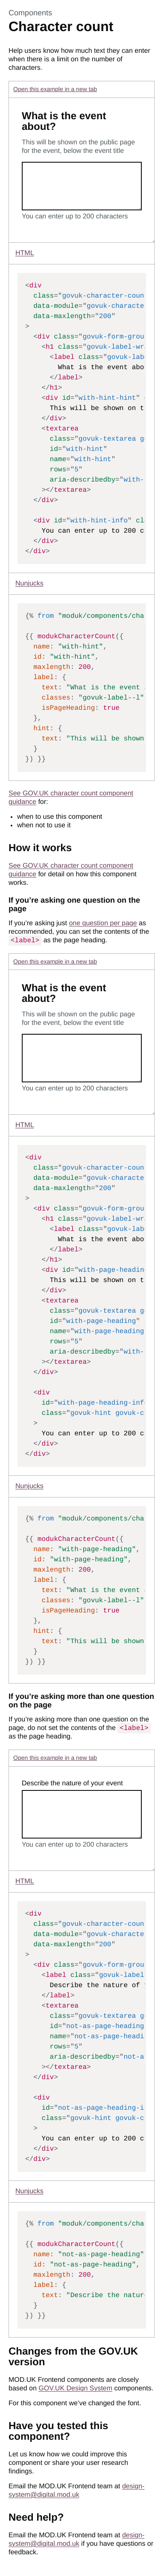 Components
Character count
Help users know how much text they can enter
when there is a limit on the number of
characters.
Open this example in a new tab
What is the event
about?
This will be shown on the public page
for the event, below the event title
You can enter up to 200 characters
HTML
<div
class="govuk-character-coun
data-module="govuk-characte
data-maxlength="200"
>
<div class="govuk-form-grou
<h1 class="govuk-label-wr
<label class="govuk-lab
What is the event abo
</label>
</h1>
<div id="with-hint-hint"
This will be shown on t
</div>
<textarea
class="govuk-textarea g
id="with-hint"
name="with-hint"
rows="5"
aria-describedby="with-
></textarea>
</div>
<div id="with-hint-info" cl
You can enter up to 200 c
</div>
</div>
Nunjucks
{% from "moduk/components/cha
{{ modukCharacterCount({
name: "with-hint",
id: "with-hint",
maxlength: 200,
label: {
text: "What is the event
classes: "govuk-label--l"
isPageHeading: true
},
hint: {
text: "This will be shown
}
}) }}
See GOV.UK character count component
guidance for:
• when to use this component
• when not to use it
How it works
See GOV.UK character count component
guidance for detail on how this component
works.
If you’re asking one question on the
page
If you’re asking just one question per page as
recommended, you can set the contents of the
<label> as the page heading.
Open this example in a new tab
What is the event
about?
This will be shown on the public page
for the event, below the event title
You can enter up to 200 characters
HTML
<div
class="govuk-character-coun
data-module="govuk-characte
data-maxlength="200"
>
<div class="govuk-form-grou
<h1 class="govuk-label-wr
<label class="govuk-lab
What is the event abo
</label>
</h1>
<div id="with-page-headin
This will be shown on t
</div>
<textarea
class="govuk-textarea g
id="with-page-heading"
name="with-page-heading
rows="5"
aria-describedby="with-
></textarea>
</div>
<div
id="with-page-heading-inf
class="govuk-hint govuk-c
>
You can enter up to 200 c
</div>
</div>
Nunjucks
{% from "moduk/components/cha
{{ modukCharacterCount({
name: "with-page-heading",
id: "with-page-heading",
maxlength: 200,
label: {
text: "What is the event
classes: "govuk-label--l"
isPageHeading: true
},
hint: {
text: "This will be shown
}
}) }}
If you’re asking more than one question
on the page
If you’re asking more than one question on the
page, do not set the contents of the <label>
as the page heading.
Open this example in a new tab
Describe the nature of your event
You can enter up to 200 characters
HTML
<div
class="govuk-character-coun
data-module="govuk-characte
data-maxlength="200"
>
<div class="govuk-form-grou
<label class="govuk-label
Describe the nature of
</label>
<textarea
class="govuk-textarea g
id="not-as-page-heading
name="not-as-page-headi
rows="5"
aria-describedby="not-a
></textarea>
</div>
<div
id="not-as-page-heading-i
class="govuk-hint govuk-c
>
You can enter up to 200 c
</div>
</div>
Nunjucks
{% from "moduk/components/cha
{{ modukCharacterCount({
name: "not-as-page-heading"
id: "not-as-page-heading",
maxlength: 200,
label: {
text: "Describe the natur
}
}) }}
Changes from the GOV.UK
version
MOD.UK Frontend components are closely
based on GOV.UK Design System components.
For this component we’ve changed the font.
Have you tested this
component?
Let us know how we could improve this
component or share your user research
findings.
Email the MOD.UK Frontend team at design-
system@digital.mod.uk
Need help?
Email the MOD.UK Frontend team at design-
system@digital.mod.uk if you have questions or
feedback.